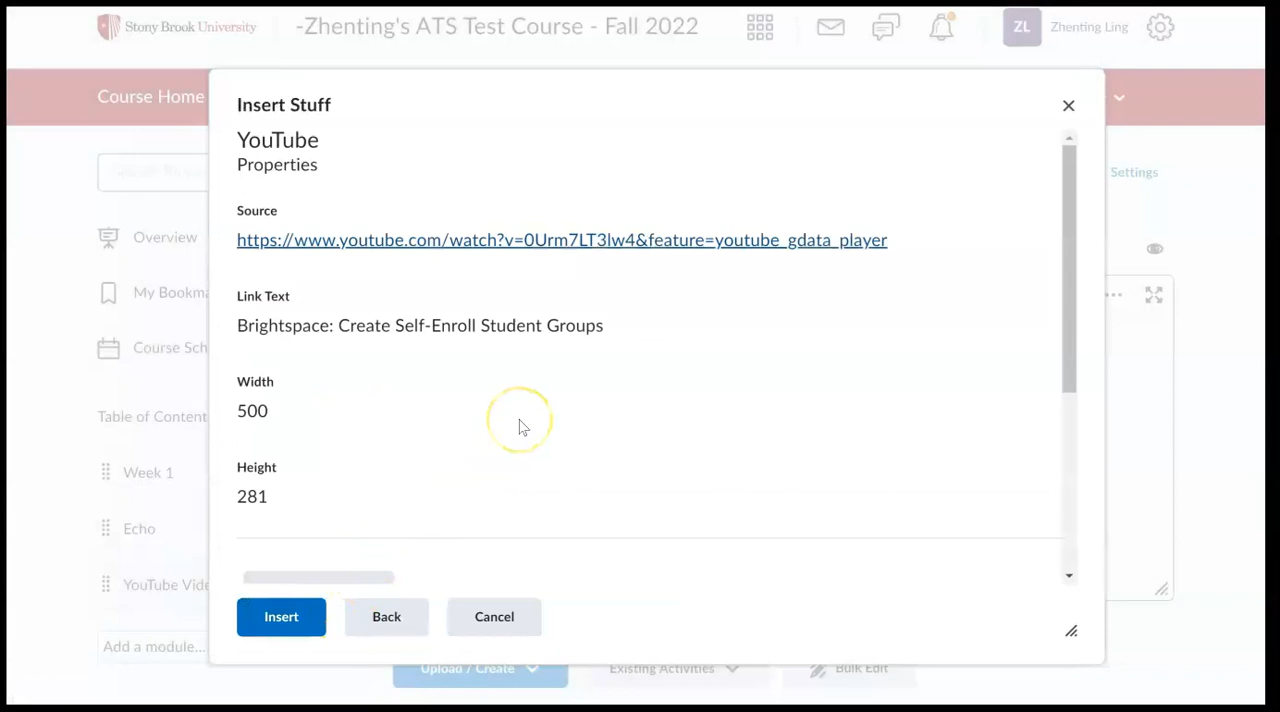 Stony Brook University
-Zhenting's ATS Test Course - Fall 2022
ZL
Zhenting Ling
Course Home
Insert Stuff
YouTube
Properties
Settings
Source
https://www.youtube.com/watch?v=0Urm7LT3lw4&feature=youtube_gdata_player
Overview
My Bookma
Link Text
Brightspace: Create Self-Enroll Student Groups
Course Sch
Width
500
Table of Content
Height
281
Week 1
Echo
YouTube Vide
Insert
Back
Cancel
Add a module...
Upload / Create
Existing Activities
Bulk Edit